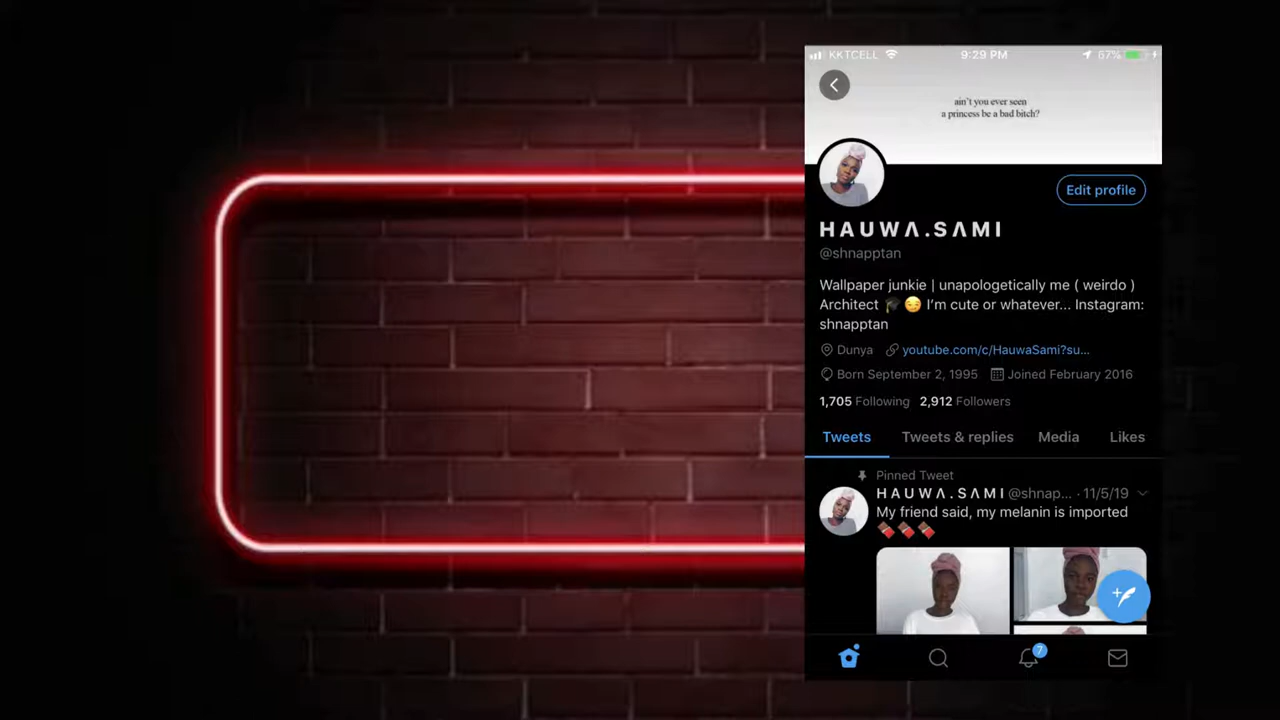 KKTCELL 9:29 PM 67%
ain't you ever seen
a princess be a bad bitch?
Edit profile
H A U W Λ . S Λ M I
@shnapptan
Wallpaper junkie | unapologetically me ( weirdo )
Architect 🎓😏 I'm cute or whatever... Instagram:
shnapptan
Dunya youtube.com/c/HauwaSami?su...
Born September 2, 1995 Joined February 2016
1,705 Following 2,912 Followers
Tweets Tweets & replies Media Likes
Pinned Tweet
H A U W Λ . S Λ M I @shnap... · 11/5/19
My friend said, my melanin is imported
🍫🍫🍫
7